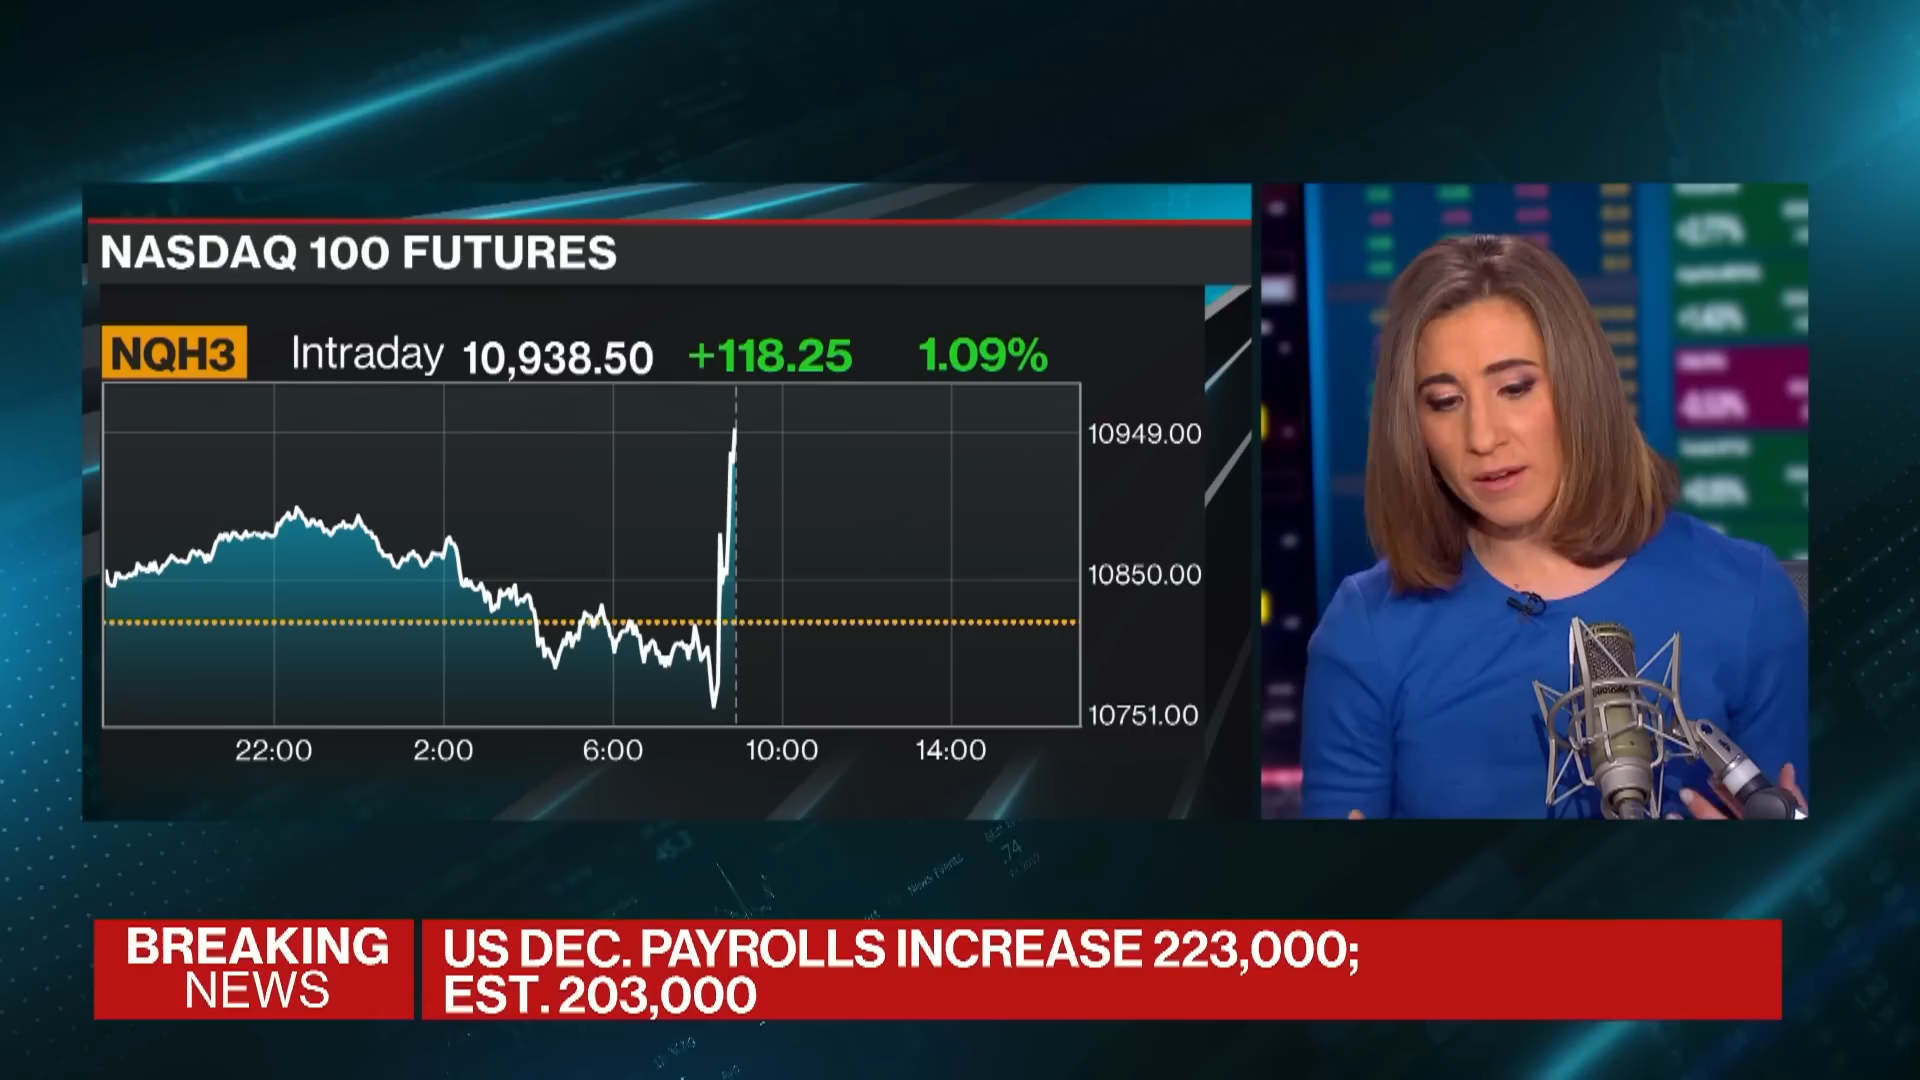 NASDAQ 100 FUTURES
NQH3 Intraday 10,938.50 +118.25 1.09%
10949.00
10850.00
10751.00
22:00 2:00 6:00 10:00 14:00
BREAKING
NEWS
US DEC. PAYROLLS INCREASE 223,000;
EST. 203,000